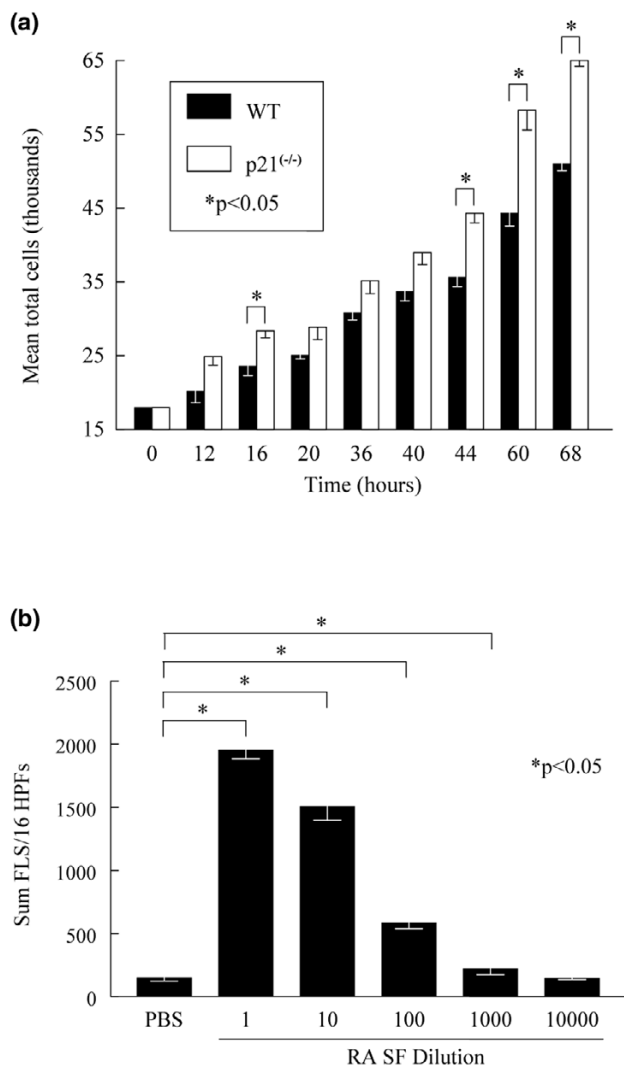 (a)
Mean total cells (thousands)
65
55
45
35
25
15
WT
p21(-/-)
*p<0.05
*
*
*
*
0 12 16 20 36 40 44 60 68
Time (hours)
(b)
Sum FLS/16 HPFs
2500
2000
1500
1000
500
0
*
*
*
*
*p<0.05
PBS 1 10 100 1000 10000
RA SF Dilution